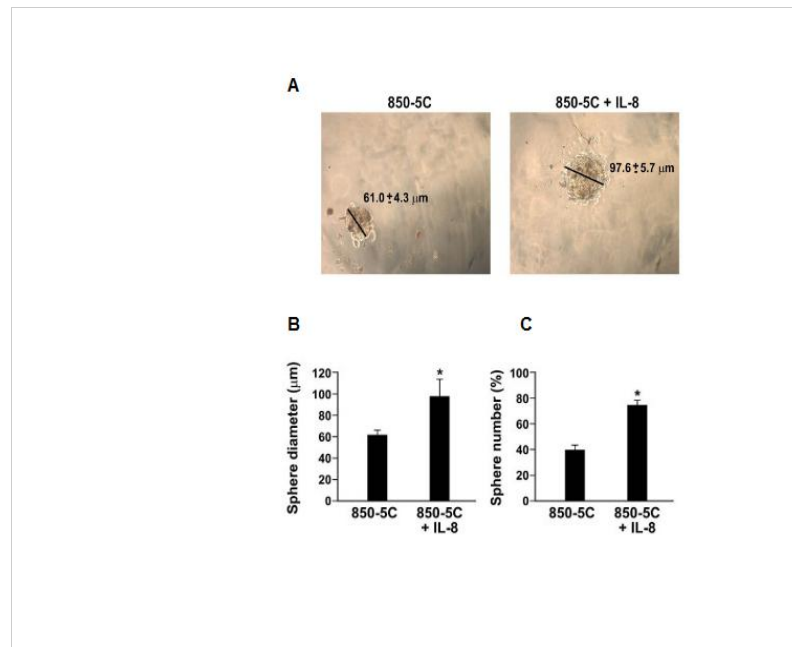 A
850-5C
850-5C + IL-8
61.0±4.3 µm
97.6±5.7 µm
B
Sphere diameter (µm)
120
100
80
60
40
20
0
*
850-5C
850-5C
+ IL-8
C
Sphere number (%)
100
80
60
40
20
0
*
850-5C
850-5C
+ IL-8